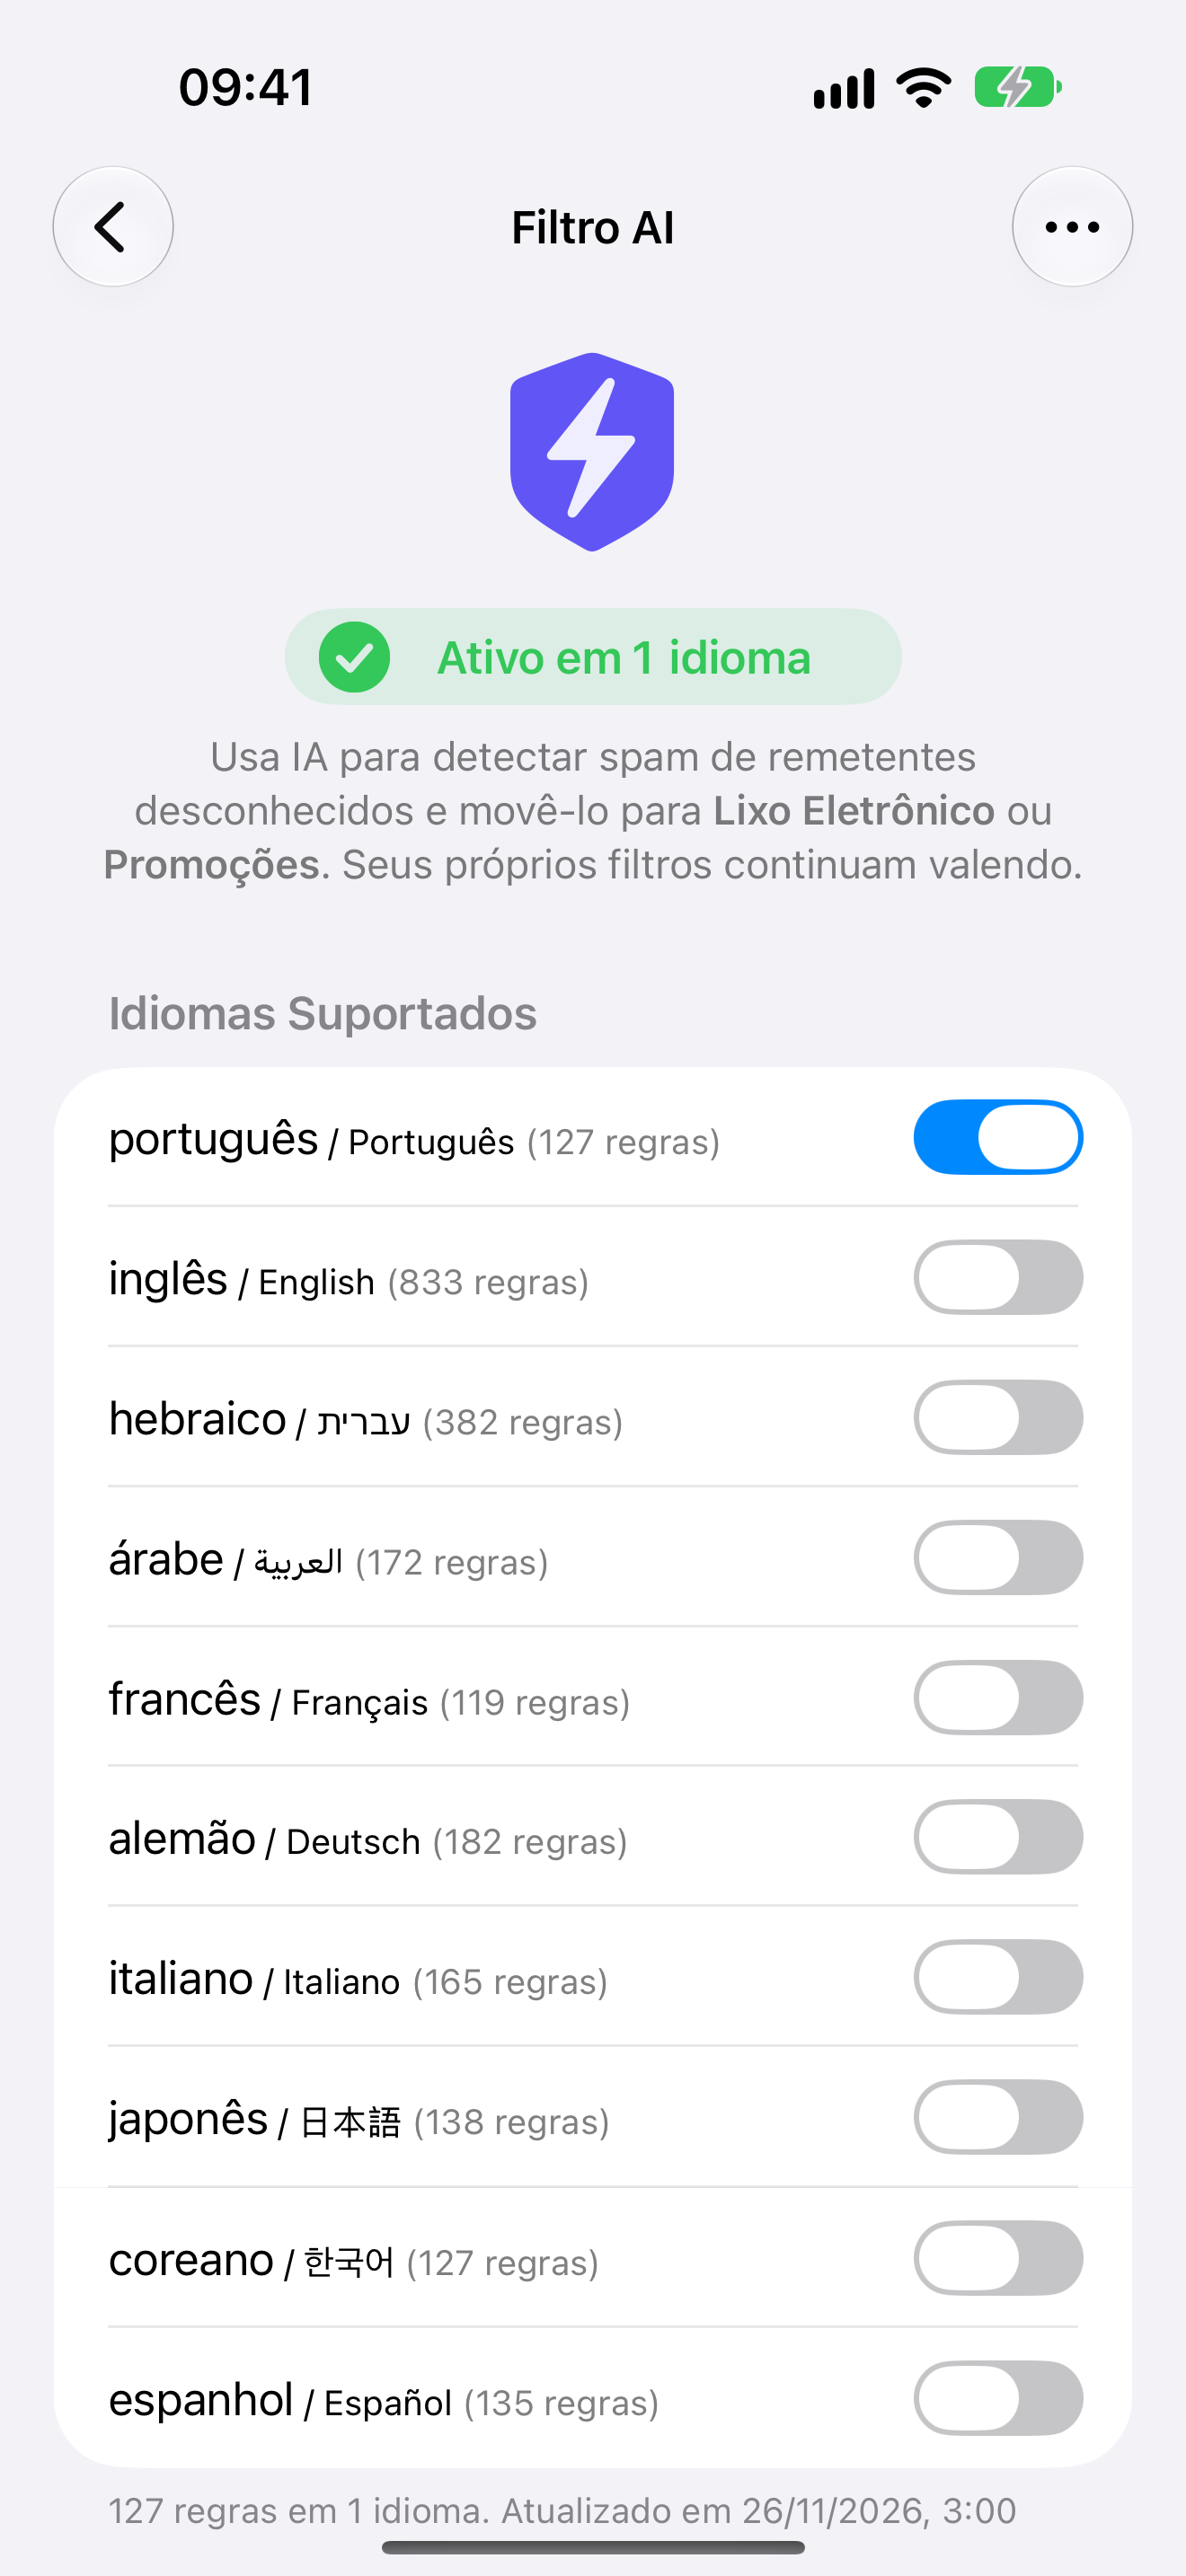 09:41
Filtro AI
Ativo em 1 idioma
Usa IA para detectar spam de remetentes
desconhecidos e movê-lo para Lixo Eletrônico ou
Promoções. Seus próprios filtros continuam valendo.
Idiomas Suportados
português / Português (127 regras)
inglês / English (833 regras)
hebraico / עברית (382 regras)
árabe / العربية (172 regras)
francês / Français (119 regras)
alemão / Deutsch (182 regras)
italiano / Italiano (165 regras)
japonês / 日本語 (138 regras)
coreano / 한국어 (127 regras)
espanhol / Español (135 regras)
127 regras em 1 idioma. Atualizado em 26/11/2026, 3:00